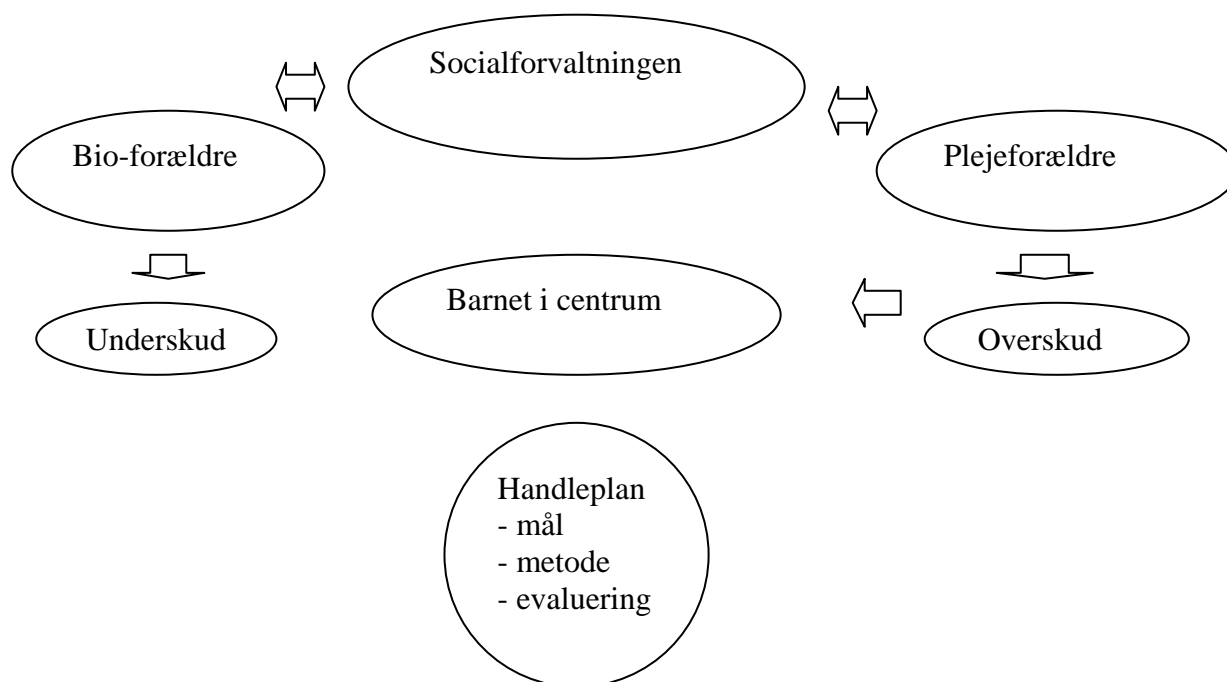 Socialforvaltningen
Bio-forældre
Plejeforældre
Barnet i centrum
Underskud
Overskud
Handleplan
- mål
- metode
- evaluering